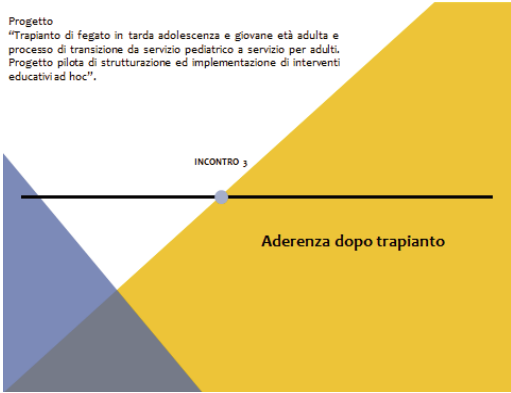 Progetto
“Trapianto di fegato in tarda adolescenza e giovane età adulta e
processo di transizione da servizio pediatrico a servizio per adulti.
Progetto pilota di strutturazione ed implementazione di interventi
educativi ad hoc”.
INCONTRO 3
Aderenza dopo trapianto